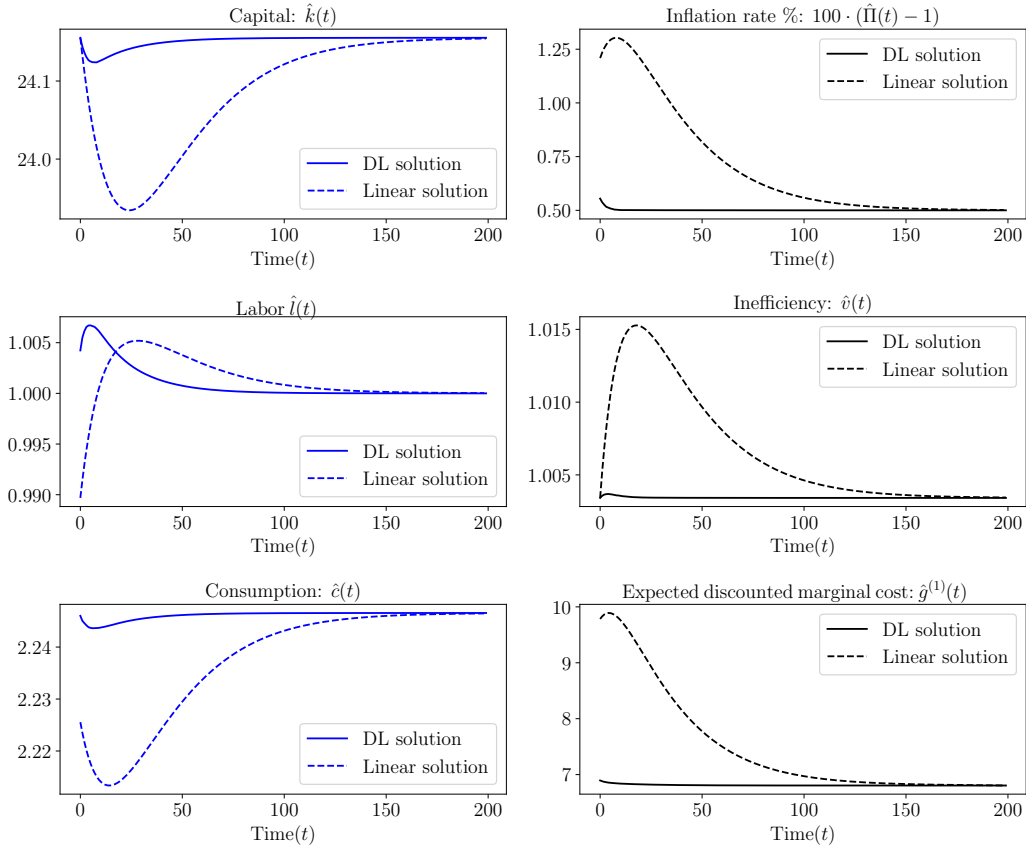 Capital: k̂(t)
24.1
24.0
0 50 100 150 200
Time(t)
DL solution
Linear solution
Inflation rate %: 100 · (Π̂(t) − 1)
1.25
1.00
0.75
0.50
0 50 100 150 200
Time(t)
DL solution
Linear solution
Labor l̂(t)
1.005
1.000
0.995
0.990
0 50 100 150 200
Time(t)
DL solution
Linear solution
Inefficiency: v̂(t)
1.015
1.010
1.005
0 50 100 150 200
Time(t)
DL solution
Linear solution
Consumption: ĉ(t)
2.24
2.23
2.22
0 50 100 150 200
Time(t)
DL solution
Linear solution
Expected discounted marginal cost: ĝ⁽¹⁾(t)
10
9
8
7
0 50 100 150 200
Time(t)
DL solution
Linear solution